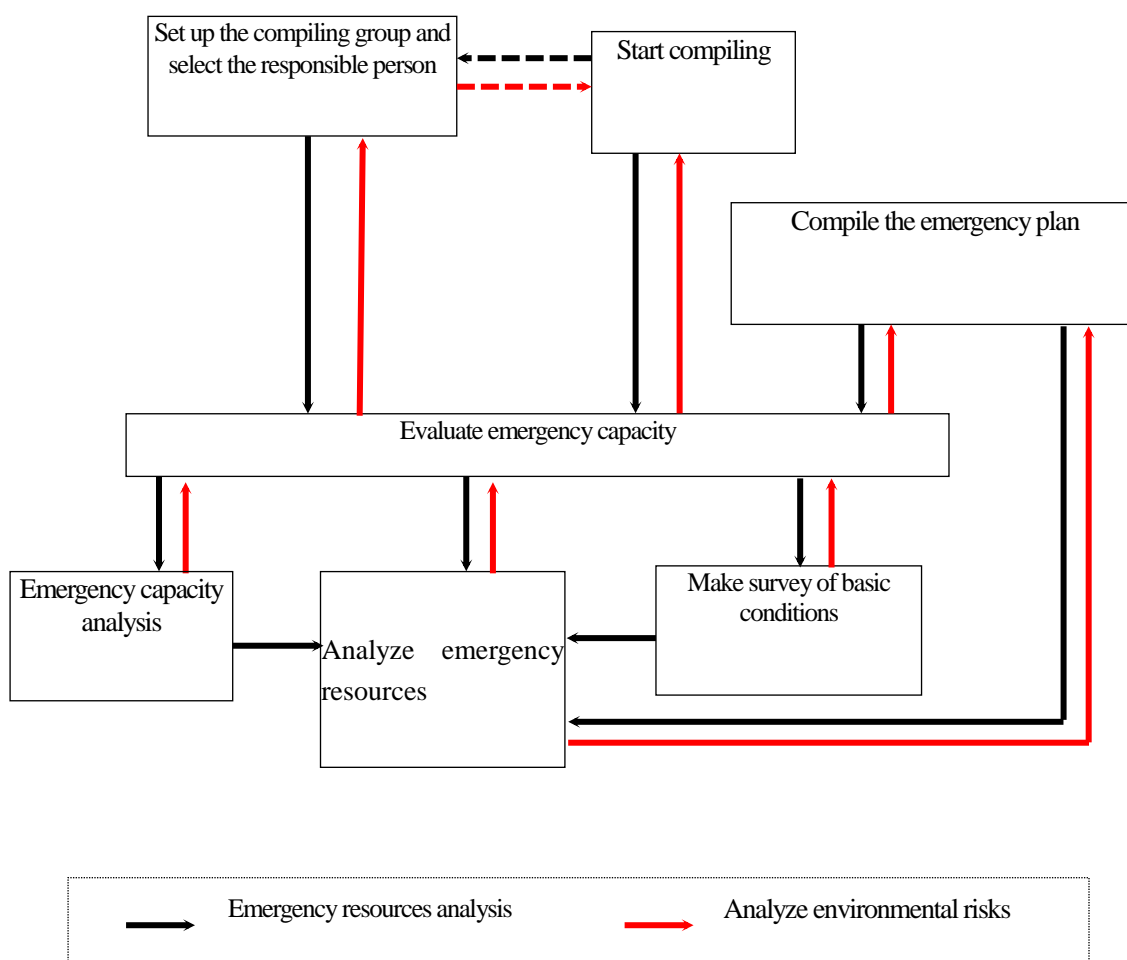 Set up the compiling group and
select the responsible person
Start compiling
Compile the emergency plan
Evaluate emergency capacity
Emergency capacity
analysis
Analyze emergency
resources
Make survey of basic
conditions
Emergency resources analysis
Analyze environmental risks